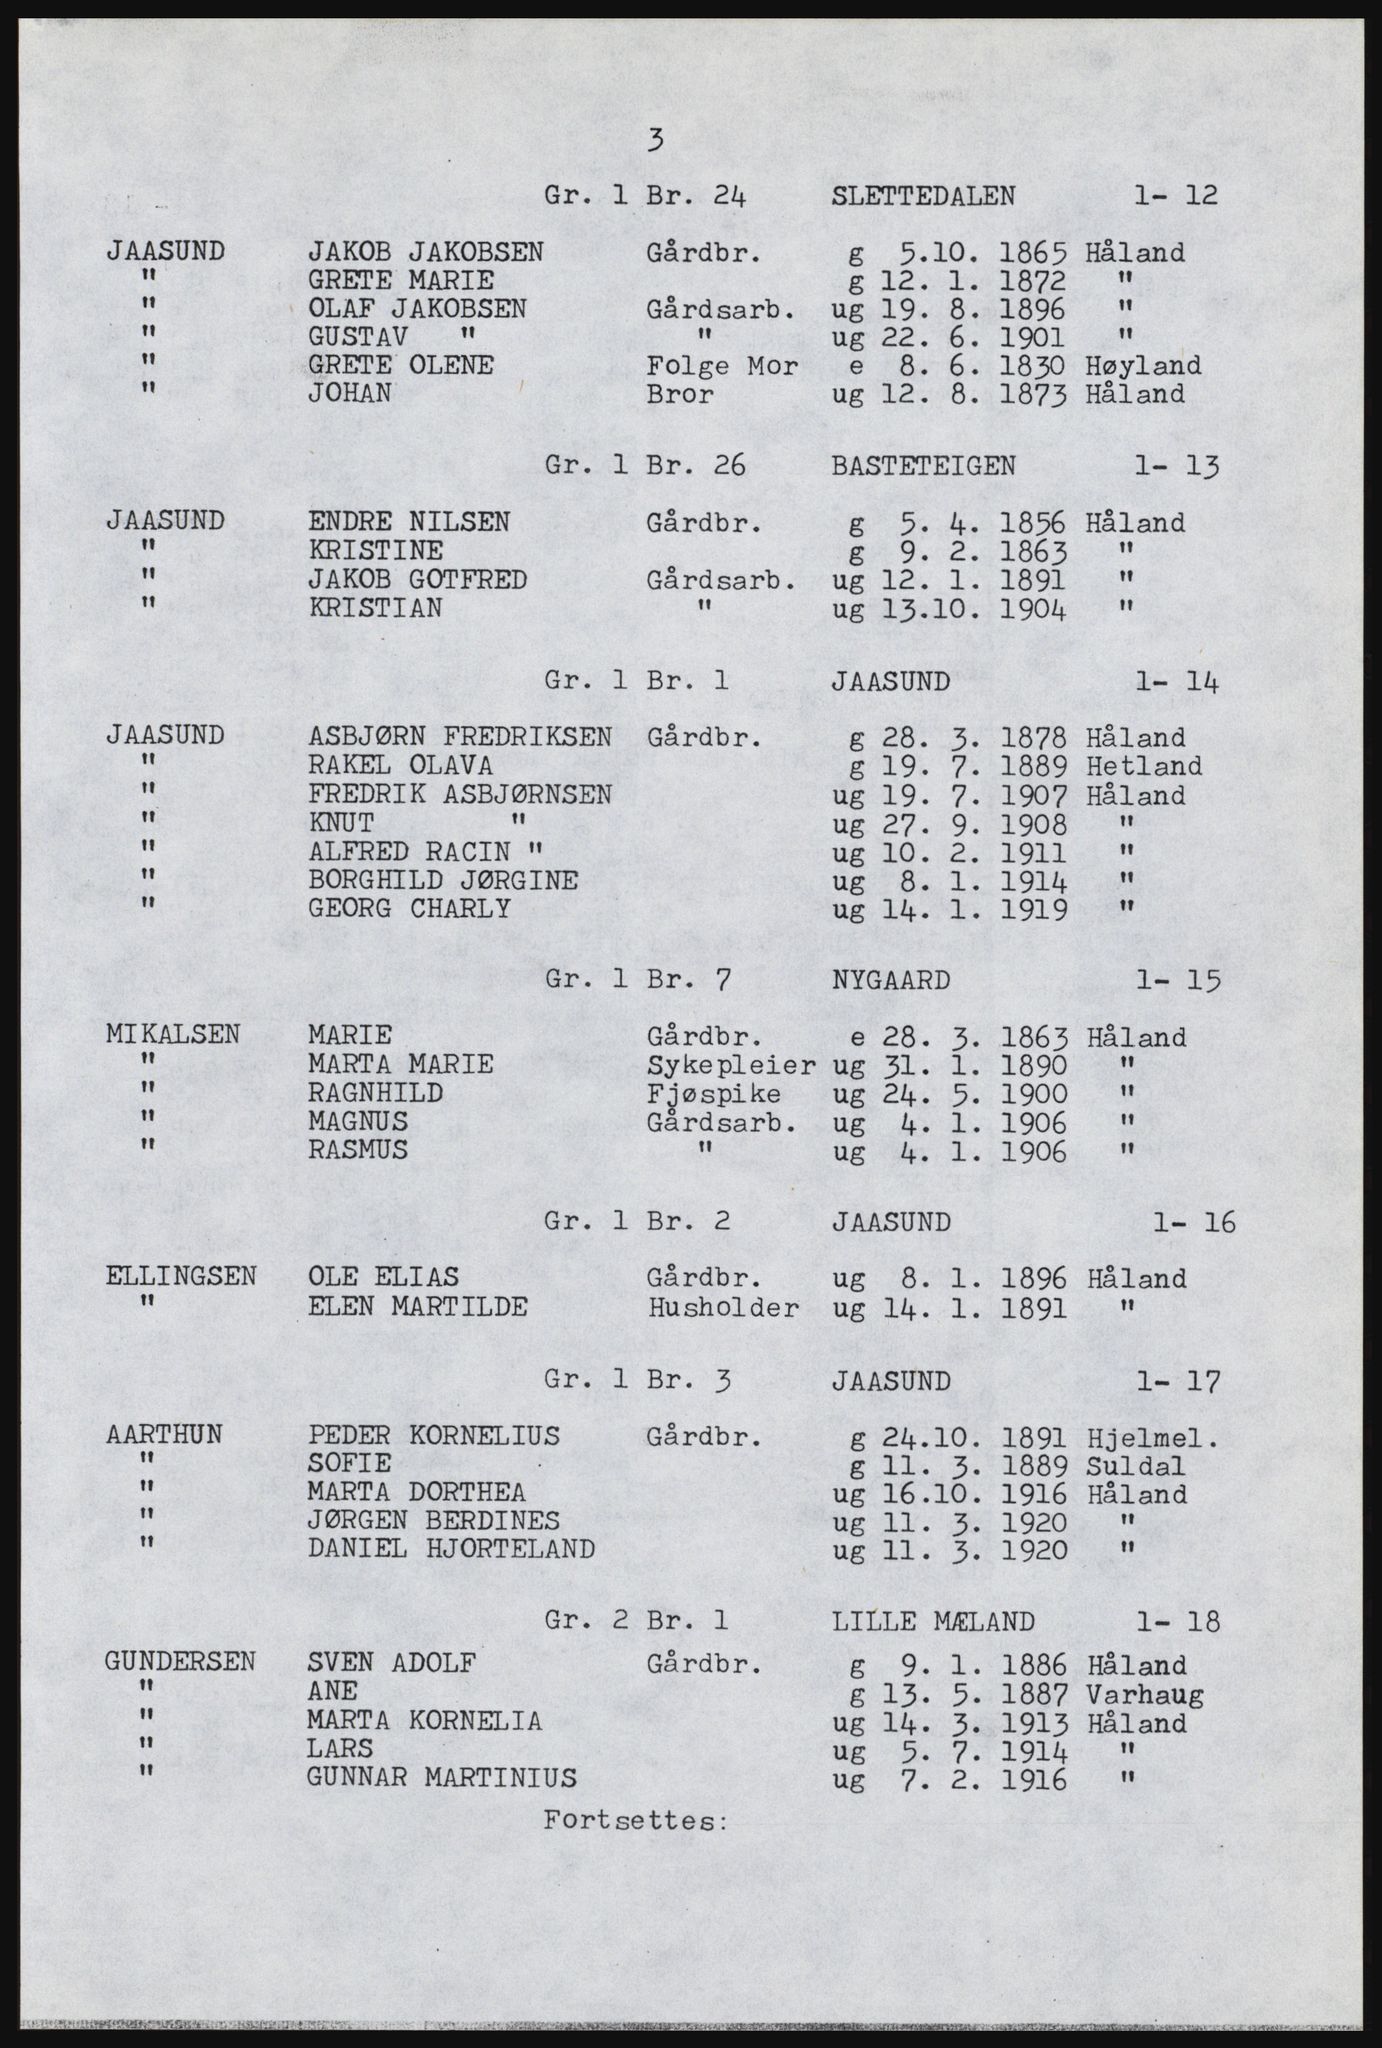 3
Gr. 1 Br. 24 SLETTEDALEN 1- 12
JAASUND JAKOB JAKOBSEN Gårdbr. g 5.10. 1865 Håland
" GRETE MARIE g 12. 1. 1872 "
" OLAF JAKOBSEN Gårdsarb. ug 19. 8. 1896 "
" GUSTAV " " ug 22. 6. 1901 "
" GRETE OLENE Folge Mor e 8. 6. 1830 Høyland
" JOHAN Bror ug 12. 8. 1873 Håland
Gr. 1 Br. 26 BASTETEIGEN 1- 13
JAASUND ENDRE NILSEN Gårdbr. g 5. 4. 1856 Håland
" KRISTINE g 9. 2. 1863 "
" JAKOB GOTFRED Gårdsarb. ug 12. 1. 1891 "
" KRISTIAN " ug 13.10. 1904 "
Gr. 1 Br. 1 JAASUND 1- 14
JAASUND ASBJØRN FREDRIKSEN Gårdbr. g 28. 3. 1878 Håland
" RAKEL OLAVA g 19. 7. 1889 Hetland
" FREDRIK ASBJØRNSEN ug 19. 7. 1907 Håland
" KNUT " ug 27. 9. 1908 "
" ALFRED RACIN " ug 10. 2. 1911 "
" BORGHILD JØRGINE ug 8. 1. 1914 "
" GEORG CHARLY ug 14. 1. 1919 "
Gr. 1 Br. 7 NYGAARD 1- 15
MIKALSEN MARIE Gårdbr. e 28. 3. 1863 Håland
" MARTA MARIE Sykepleier ug 31. 1. 1890 "
" RAGNHILD Fjøspike ug 24. 5. 1900 "
" MAGNUS Gårdsarb. ug 4. 1. 1906 "
" RASMUS " ug 4. 1. 1906 "
Gr. 1 Br. 2 JAASUND 1- 16
ELLINGSEN OLE ELIAS Gårdbr. ug 8. 1. 1896 Håland
" ELEN MARTILDE Husholder ug 14. 1. 1891 "
Gr. 1 Br. 3 JAASUND 1- 17
AARTHUN PEDER KORNELIUS Gårdbr. g 24.10. 1891 Hjelmel.
" SOFIE g 11. 3. 1889 Suldal
" MARTA DORTHEA ug 16.10. 1916 Håland
" JØRGEN BERDINES ug 11. 3. 1920 "
" DANIEL HJORTELAND ug 11. 3. 1920 "
Gr. 2 Br. 1 LILLE MÆLAND 1- 18
GUNDERSEN SVEN ADOLF Gårdbr. g 9. 1. 1886 Håland
" ANE g 13. 5. 1887 Varhaug
" MARTA KORNELIA ug 14. 3. 1913 Håland
" LARS ug 5. 7. 1914 "
" GUNNAR MARTINIUS ug 7. 2. 1916 "
Fortsettes: